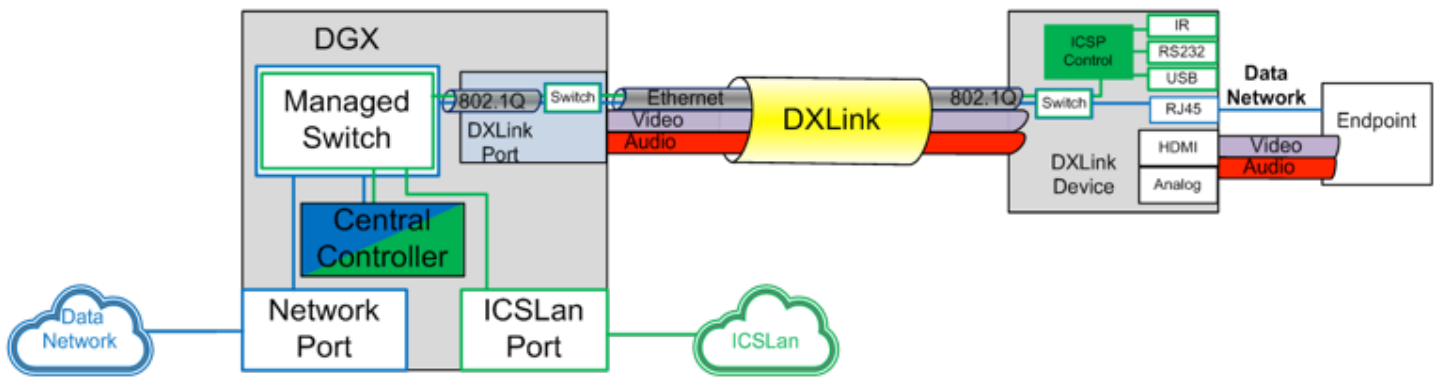 DGX
Managed
Switch
802.1Q
Switch
DXLink
Port
Central
Controller
Network
Port
ICSLan
Port
Data
Network
ICSLan
Ethernet
Video
Audio
DXLink
802.1Q
Switch
ICSP
Control
IR
RS232
USB
RJ45
HDMI
Analog
DXLink
Device
Data
Network
Video
Audio
Endpoint